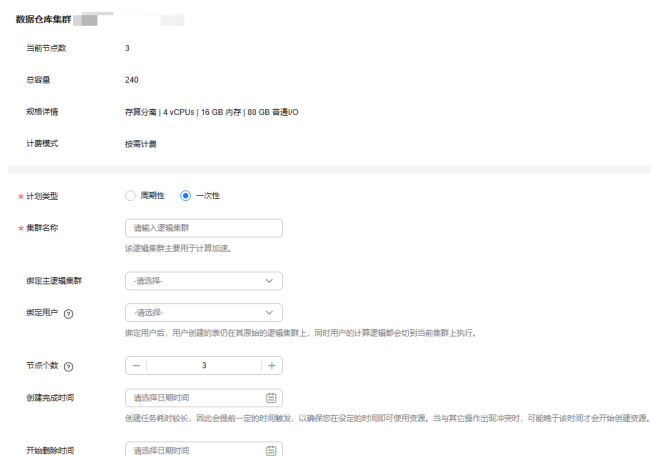 数据仓库集群
当前节点数 3
总容量 240
规格详情 存算分离 | 4 vCPUs | 16 GB 内存 | 80 GB 普通I/O
计费模式 按需计费
* 计划类型 周期性 一次性
* 集群名称 请输入逻辑集群
该逻辑集群主要用于计算加速。
绑定主逻辑集群 -请选择-
绑定用户 ? -请选择-
绑定用户后，用户创建的表仍在其原始的逻辑集群上，同时用户的计算逻辑都会切到当前集群上执行。
节点个数 ? − 3 +
创建完成时间 请选择日期时间
创建任务耗时较长，因此会提前一定的时间触发，以确保您在设定的时间即可使用资源。当与其它操作出现冲突时，可能晚于该时间才会开始创建资源。
开始删除时间 请选择日期时间